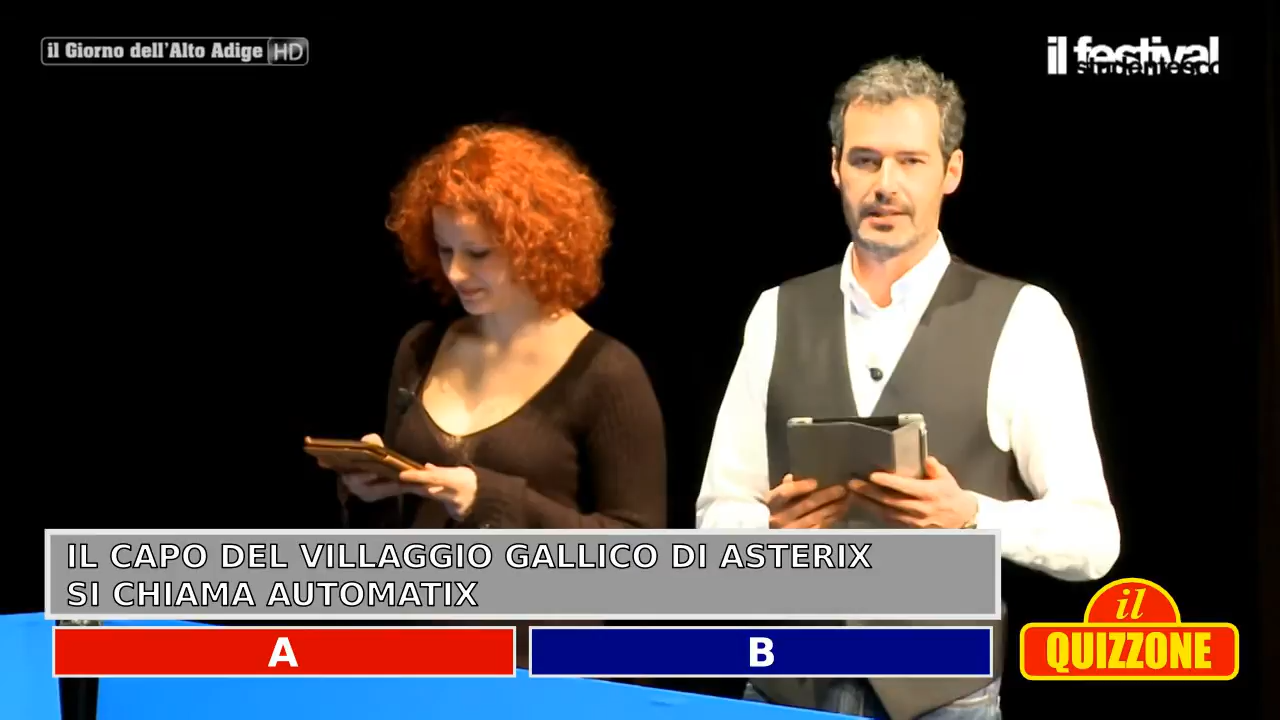 il Giorno dell'Alto Adige HD
il festival
studentesco
IL CAPO DEL VILLAGGIO GALLICO DI ASTERIX
SI CHIAMA AUTOMATIX
A B
il
QUIZZONE